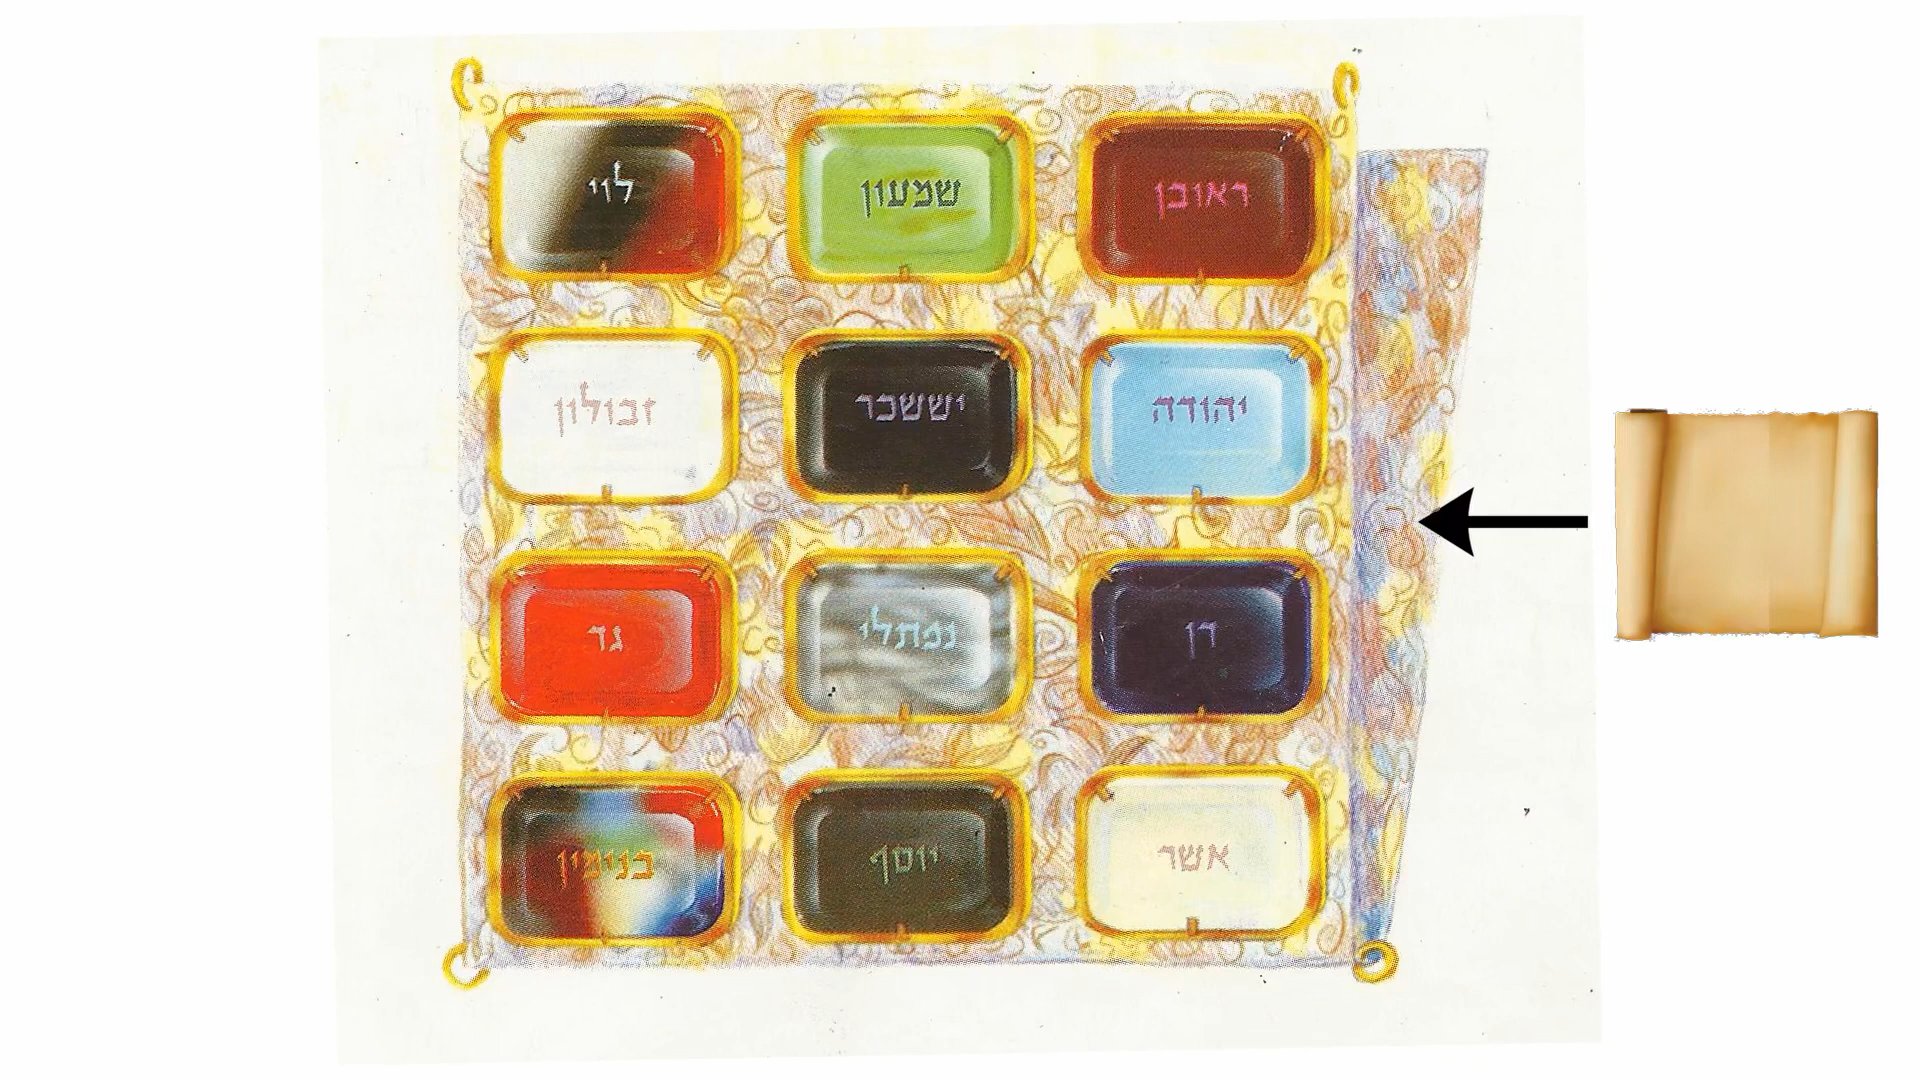 ראובן שמעון לוי
יהודה יששכר זבולון
דן נפתלי גד
אשר יוסף בנימין